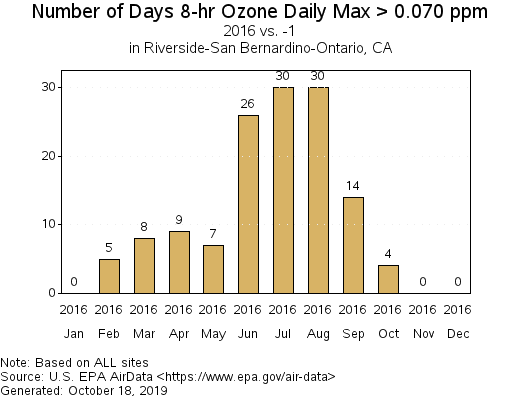 Number of Days 8-hr Ozone Daily Max > 0.070 ppm
2016 vs. -1
in Riverside-San Bernardino-Ontario, CA
30
20
10
0
0 5 8 9 7 26 30 30 14 4 0 0
2016 2016 2016 2016 2016 2016 2016 2016 2016 2016 2016 2016
Jan Feb Mar Apr May Jun Jul Aug Sep Oct Nov Dec
Note: Based on ALL sites
Source: U.S. EPA AirData <https://www.epa.gov/air-data>
Generated: October 18, 2019